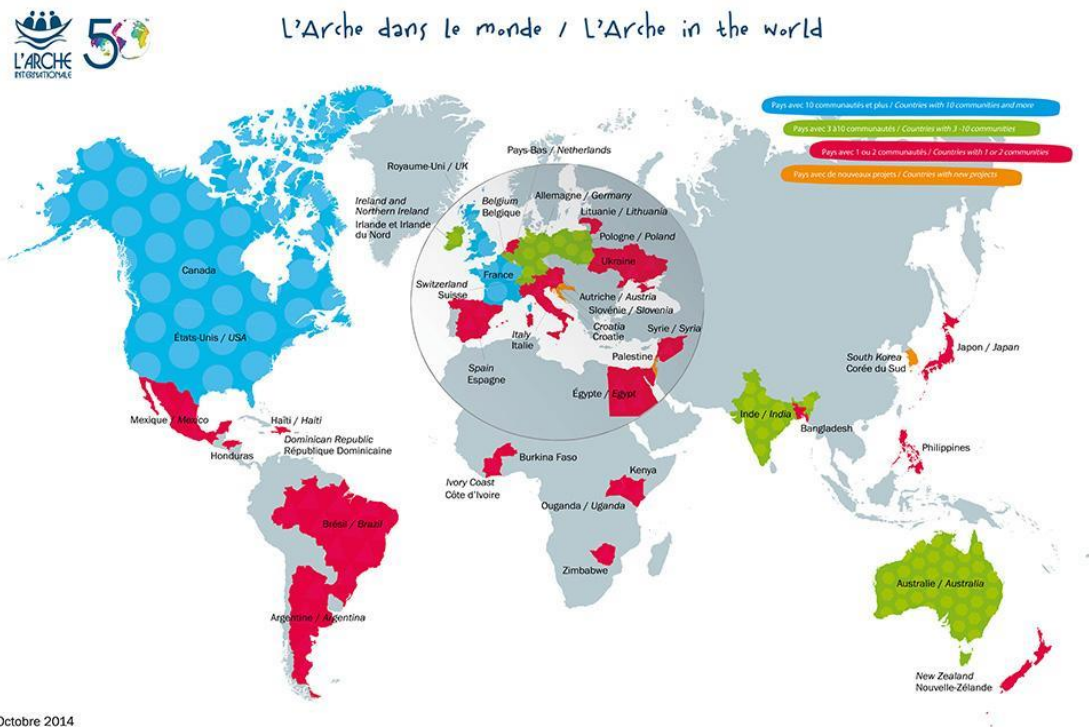 L'ARCHE
INTERNATIONALE
50
L'Arche dans le monde / L'Arche in the world
Pays avec 10 communautés et plus / Countries with 10 communities and more
Pays avec 3 à10 communautés / Countries with 3 -10 communities
Pays avec 1 ou 2 communautés / Countries with 1 or 2 communities
Pays avec de nouveaux projets / Countries with new projects
Pays-Bas / Netherlands
Royaume-Uni / UK
Allemagne / Germany
Belgium
Belgique
Ireland and
Northern Ireland
Irlande et Irlande
du Nord
Lituanie / Lithuania
Pologne / Poland
Ukraine
Canada
France
Switzerland
Suisse
Autriche / Austria
Slovénie / Slovenia
Croatia
Croatie
Syrie / Syria
États-Unis / USA
Italy
Italie
Palestine
Spain
Espagne
Égypte / Egypt
South Korea
Corée du Sud
Japon / Japan
Mexique / Mexico
Haïti / Haiti
Dominican Republic
République Dominicaine
Honduras
Inde / India
Bangladesh
Philippines
Burkina Faso
Ivory Coast
Côte d'Ivoire
Kenya
Ouganda / Uganda
Brésil / Brazil
Zimbabwe
Australie / Australia
Argentine / Argentina
New Zealand
Nouvelle-Zélande
Octobre 2014